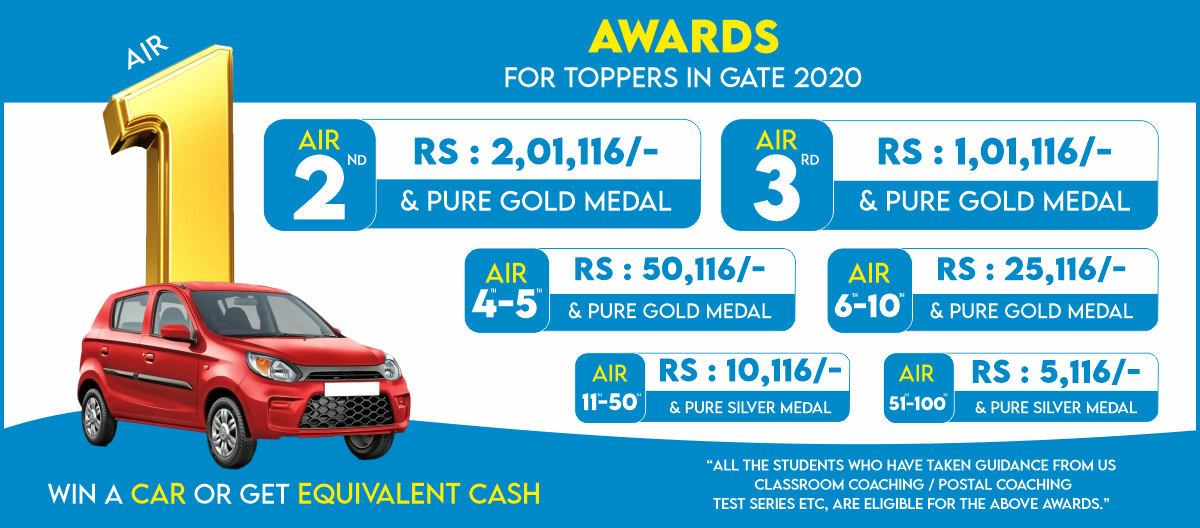 AWARDS
FOR TOPPERS IN GATE 2020
AIR
1
AIR
2ND
RS : 2,01,116/-
& PURE GOLD MEDAL
AIR
3RD
RS : 1,01,116/-
& PURE GOLD MEDAL
AIR
4TH-5TH
RS : 50,116/-
& PURE GOLD MEDAL
AIR
6TH-10TH
RS : 25,116/-
& PURE GOLD MEDAL
AIR
11TH-50TH
RS : 10,116/-
& PURE SILVER MEDAL
AIR
51ST-100TH
RS : 5,116/-
& PURE SILVER MEDAL
WIN A CAR OR GET EQUIVALENT CASH
“ALL THE STUDENTS WHO HAVE TAKEN GUIDANCE FROM US
CLASSROOM COACHING / POSTAL COACHING
TEST SERIES ETC, ARE ELIGIBLE FOR THE ABOVE AWARDS.”